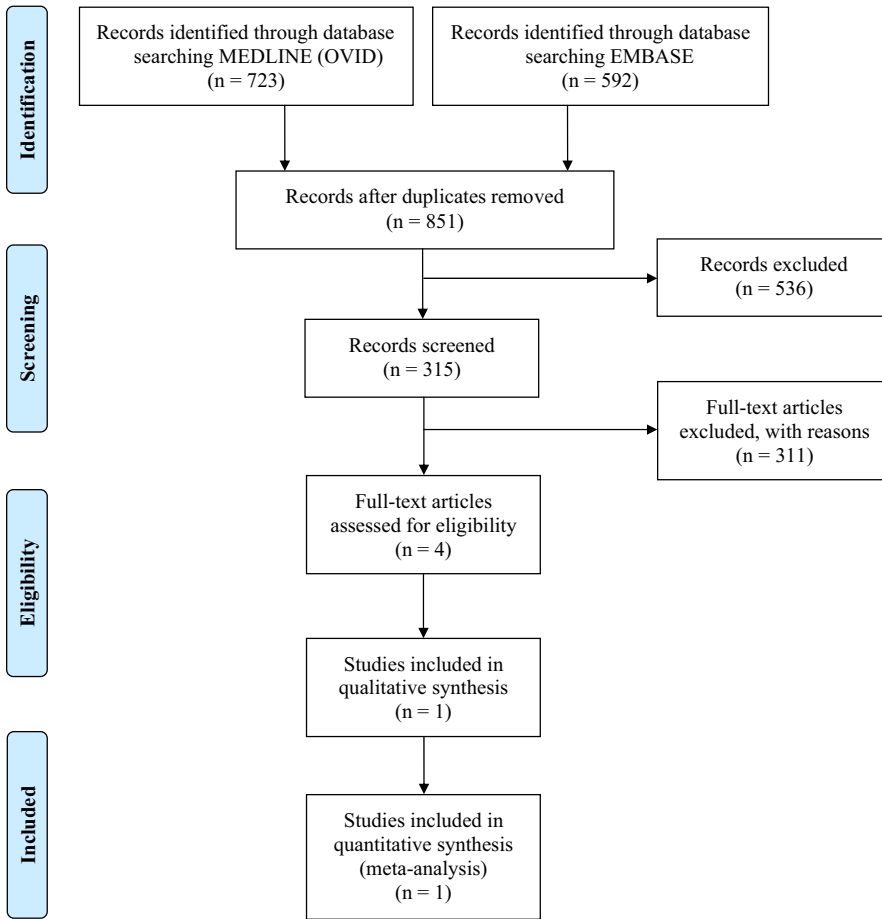 Identification
Records identified through database
searching MEDLINE (OVID)
(n = 723)
Records identified through database
searching EMBASE
(n = 592)
Records after duplicates removed
(n = 851)
Screening
Records excluded
(n = 536)
Records screened
(n = 315)
Full-text articles
excluded, with reasons
(n = 311)
Eligibility
Full-text articles
assessed for eligibility
(n = 4)
Studies included in
qualitative synthesis
(n = 1)
Included
Studies included in
quantitative synthesis
(meta-analysis)
(n = 1)